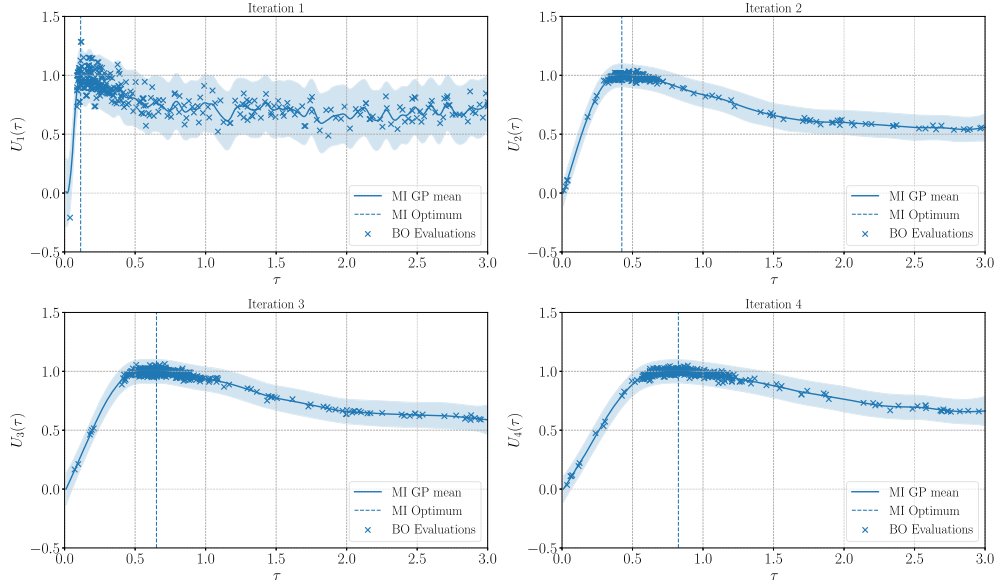 Iteration 1
1.5
1.0
0.5
0.0
−0.5
U1(τ)
MI GP mean
MI Optimum
BO Evaluations
0.0 0.5 1.0 1.5 2.0 2.5 3.0
τ
Iteration 2
1.5
1.0
0.5
0.0
−0.5
U2(τ)
MI GP mean
MI Optimum
BO Evaluations
0.0 0.5 1.0 1.5 2.0 2.5 3.0
τ
Iteration 3
1.5
1.0
0.5
0.0
−0.5
U3(τ)
MI GP mean
MI Optimum
BO Evaluations
0.0 0.5 1.0 1.5 2.0 2.5 3.0
τ
Iteration 4
1.5
1.0
0.5
0.0
−0.5
U4(τ)
MI GP mean
MI Optimum
BO Evaluations
0.0 0.5 1.0 1.5 2.0 2.5 3.0
τ